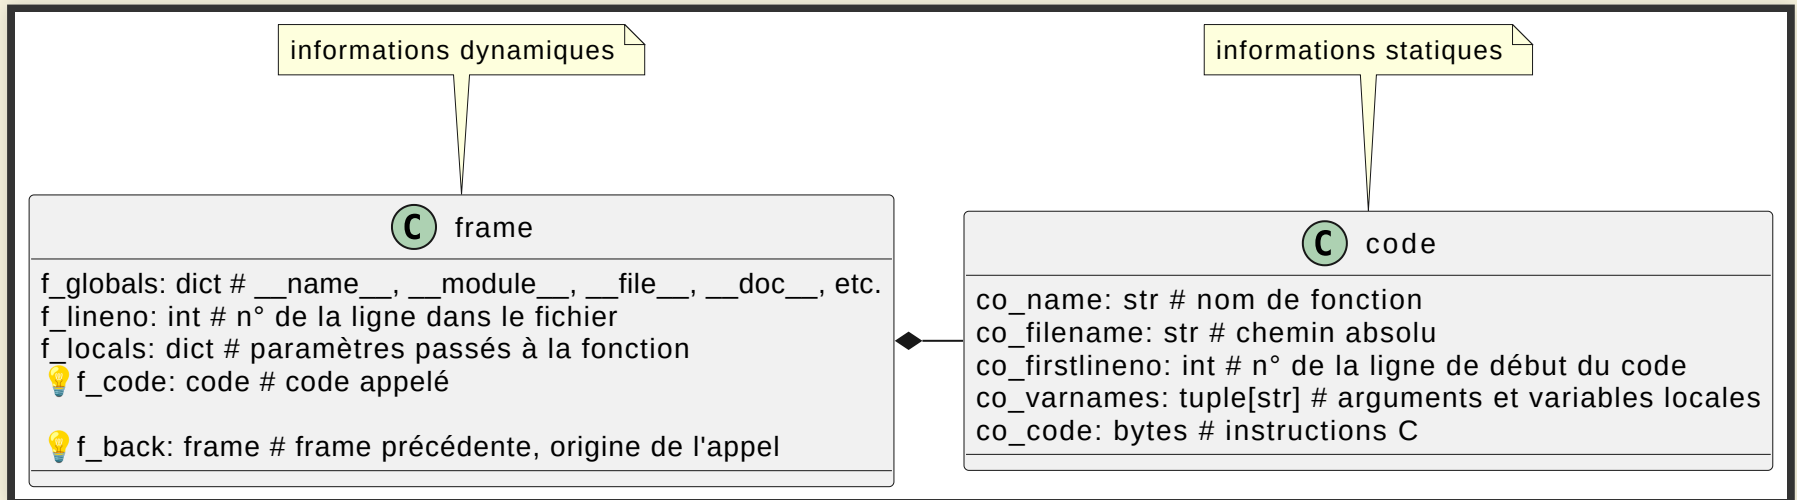 informations dynamiques
informations statiques
C frame
f_globals: dict # __name__, __module__, __file__, __doc__, etc.
f_lineno: int # n° de la ligne dans le fichier
f_locals: dict # paramètres passés à la fonction
💡f_code: code # code appelé
💡f_back: frame # frame précédente, origine de l'appel
C code
co_name: str # nom de fonction
co_filename: str # chemin absolu
co_firstlineno: int # n° de la ligne de début du code
co_varnames: tuple[str] # arguments et variables locales
co_code: bytes # instructions C